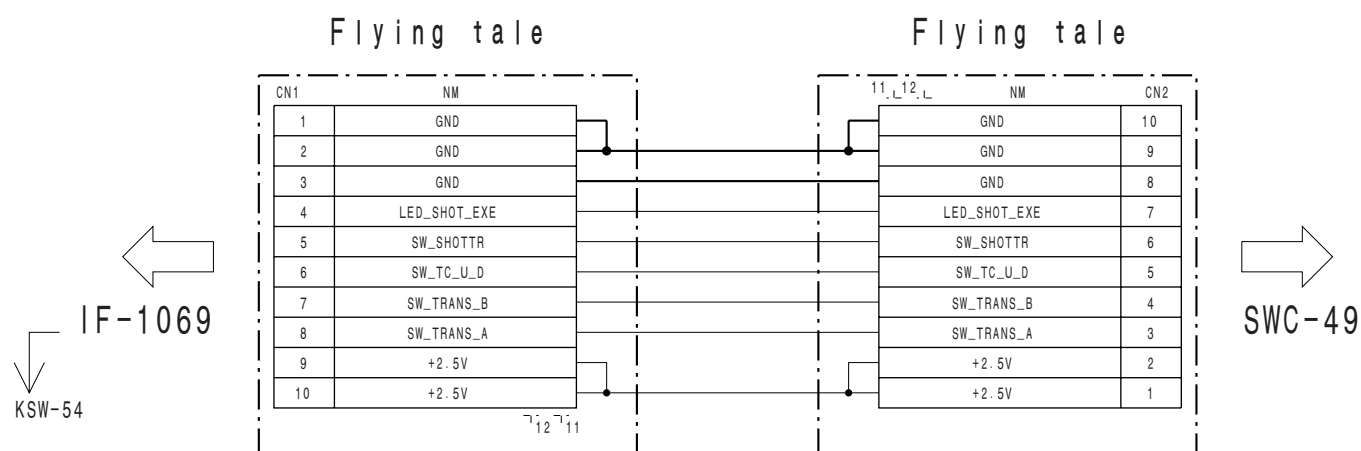 Flying tale Flying tale
CN1 NM 11 12 NM CN2
1 GND GND 10
2 GND GND 9
3 GND GND 8
4 LED_SHOT_EXE LED_SHOT_EXE 7
5 SW_SHOTTR SW_SHOTTR 6
6 SW_TC_U_D SW_TC_U_D 5
7 SW_TRANS_B SW_TRANS_B 4
IF-1069 SWC-49
8 SW_TRANS_A SW_TRANS_A 3
9 +2.5V +2.5V 2
10 +2.5V +2.5V 1
KSW-54
12 11